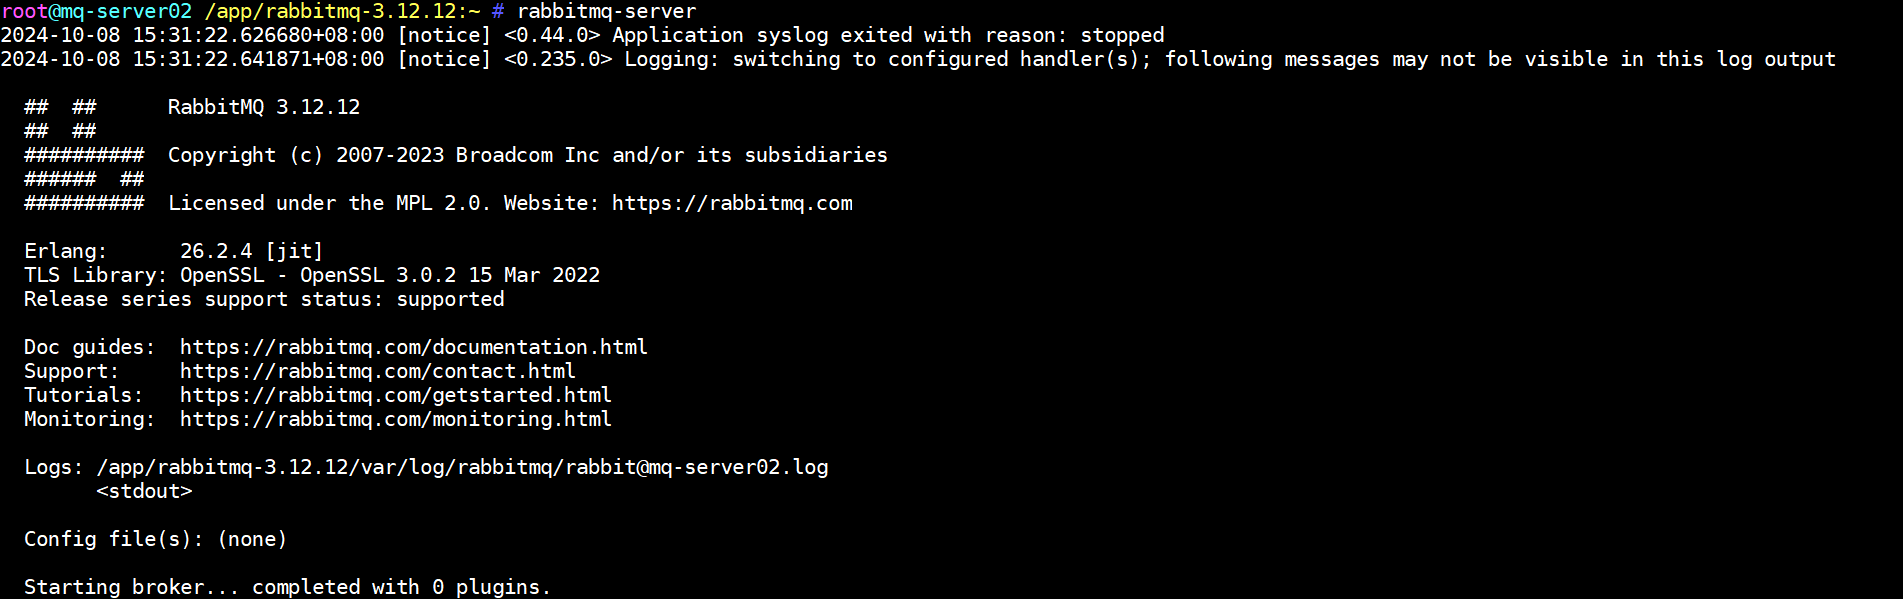 root@mq-server02 /app/rabbitmq-3.12.12:~ # rabbitmq-server
2024-10-08 15:31:22.626680+08:00 [notice] <0.44.0> Application syslog exited with reason: stopped
2024-10-08 15:31:22.641871+08:00 [notice] <0.235.0> Logging: switching to configured handler(s); following messages may not be visible in this log output

  ##  ##      RabbitMQ 3.12.12
  ##  ##
  ##########  Copyright (c) 2007-2023 Broadcom Inc and/or its subsidiaries
  ######  ##
  ##########  Licensed under the MPL 2.0. Website: https://rabbitmq.com

  Erlang:      26.2.4 [jit]
  TLS Library: OpenSSL - OpenSSL 3.0.2 15 Mar 2022
  Release series support status: supported

  Doc guides:  https://rabbitmq.com/documentation.html
  Support:     https://rabbitmq.com/contact.html
  Tutorials:   https://rabbitmq.com/getstarted.html
  Monitoring:  https://rabbitmq.com/monitoring.html

  Logs: /app/rabbitmq-3.12.12/var/log/rabbitmq/rabbit@mq-server02.log
        <stdout>

  Config file(s): (none)

  Starting broker... completed with 0 plugins.